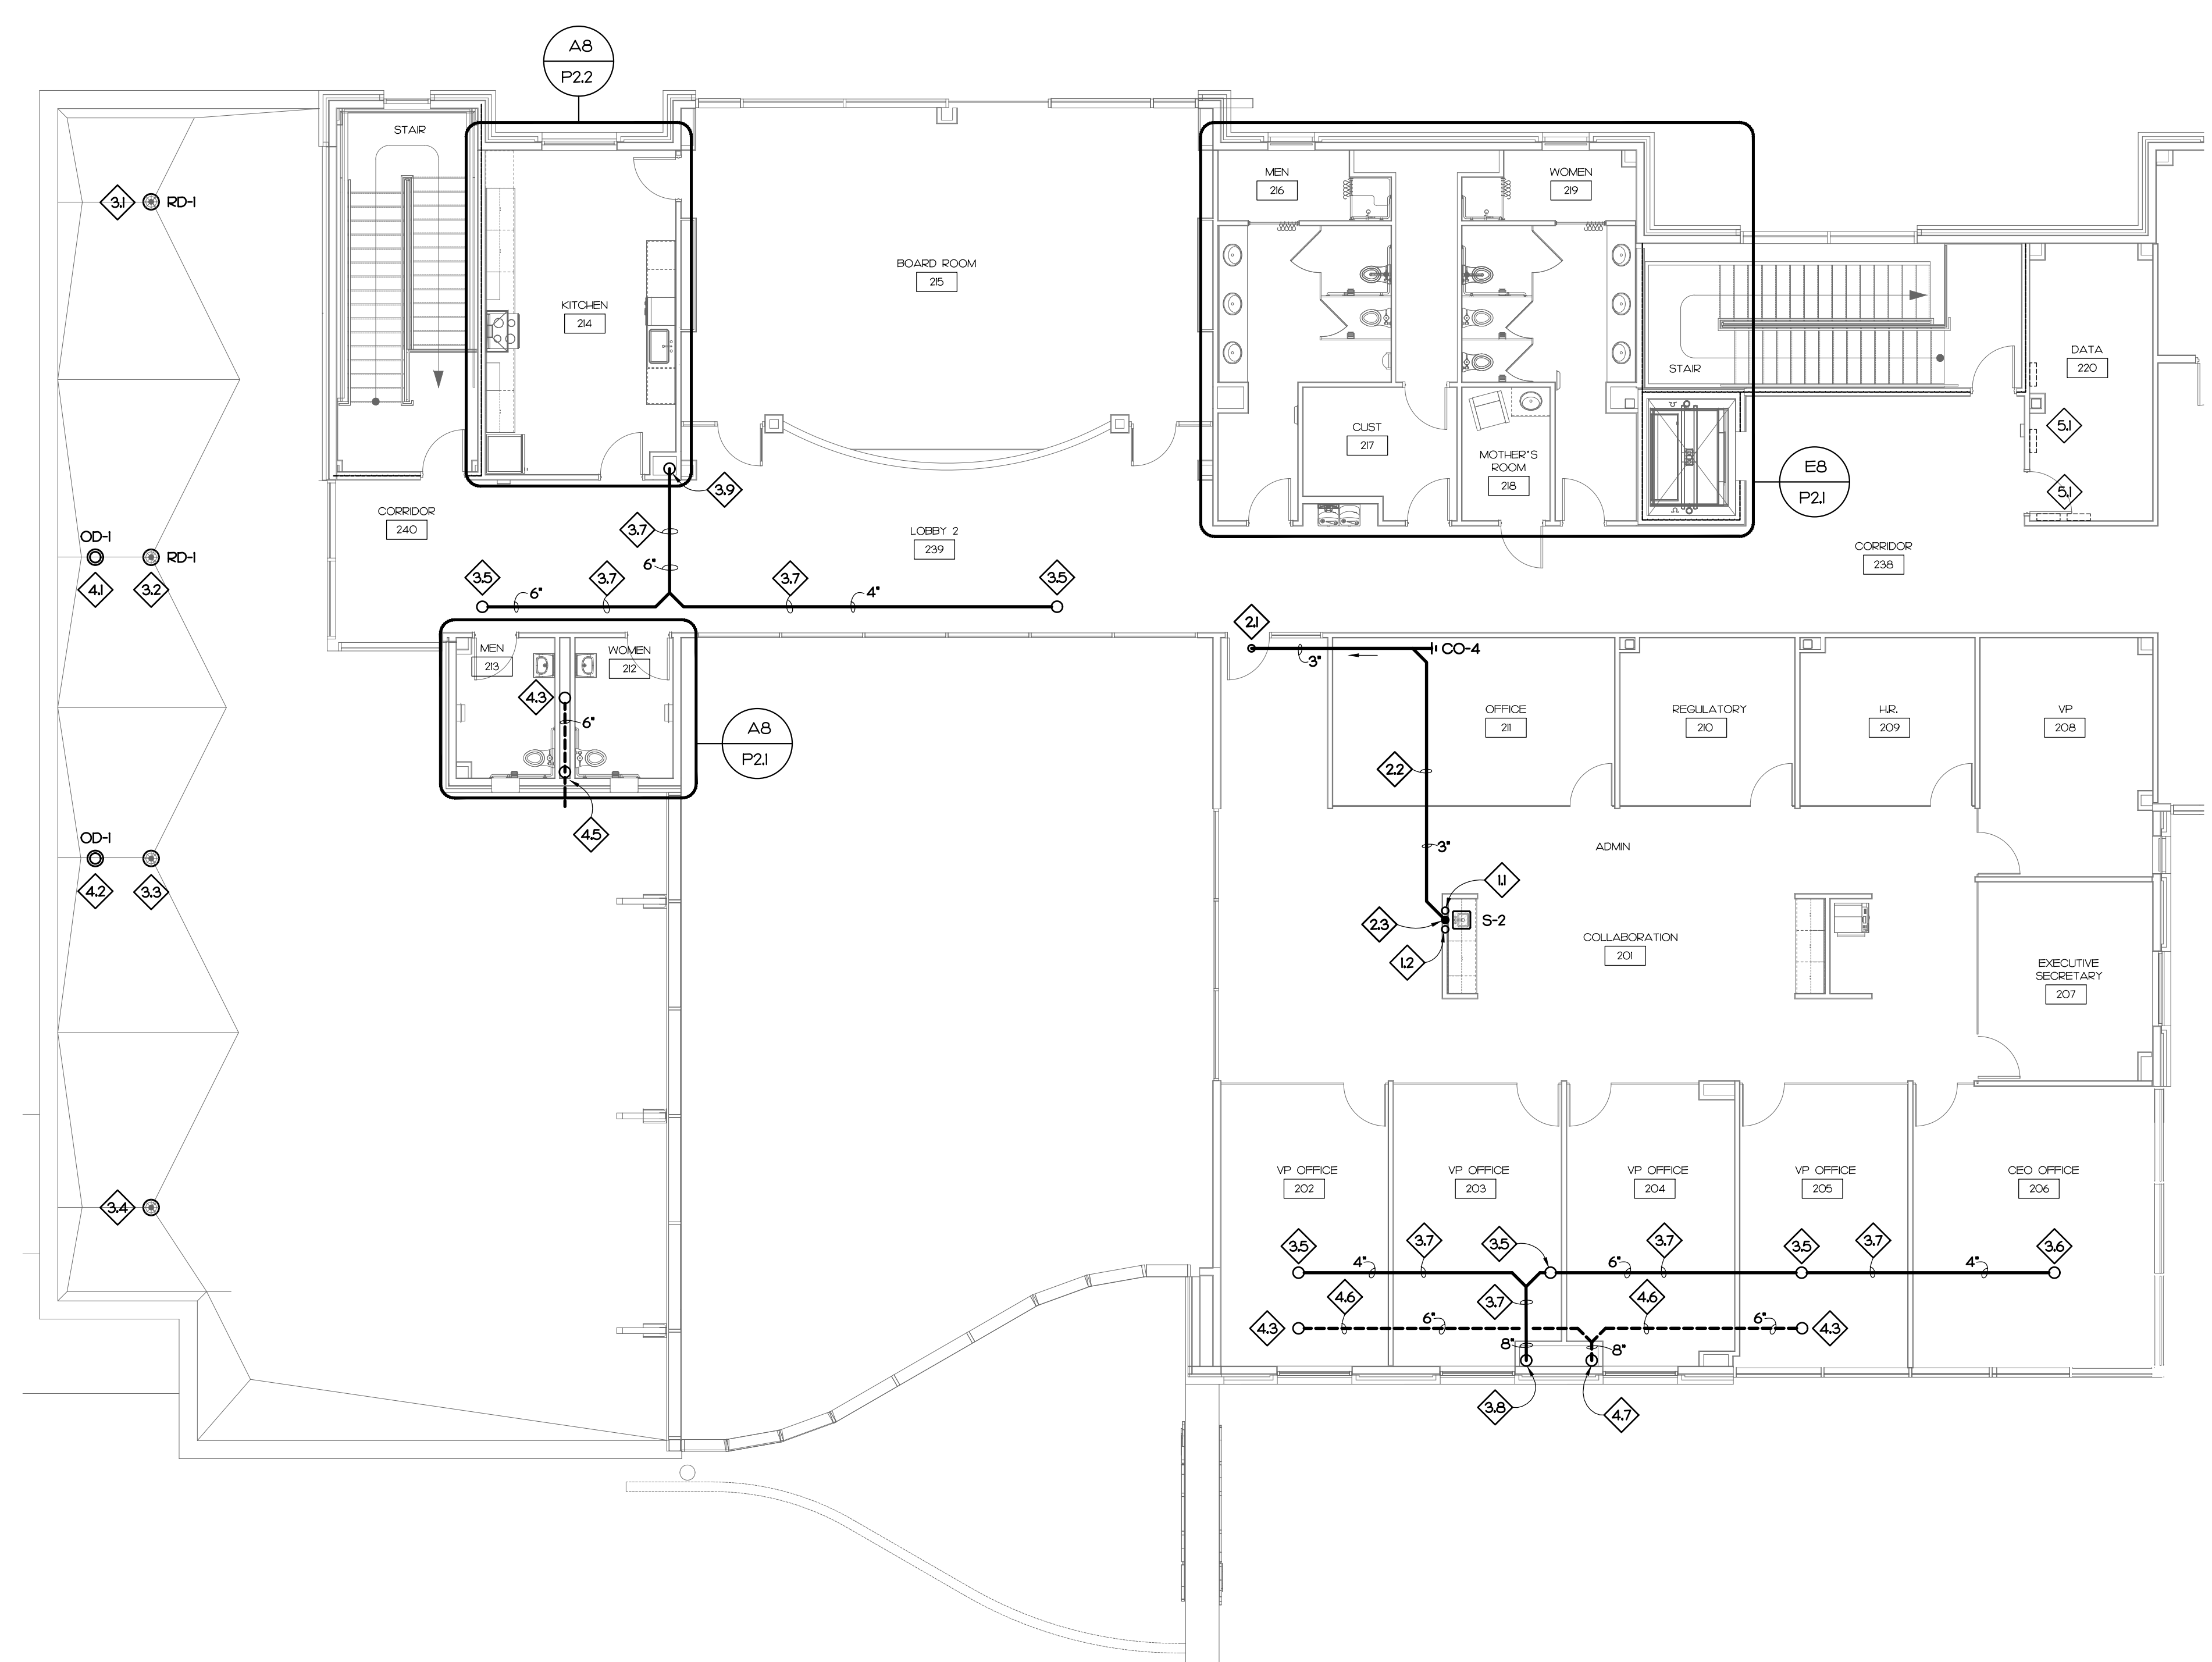 A8
P2.2
STAIR
MEN
216
WOMEN
219
3.1
RD-1
BOARD ROOM
215
KITCHEN
214
DATA
220
STAIR
5.1
CUST
217
MOTHER'S
ROOM
218
E8
P2.1
3.9
5.1
CORRIDOR
240
3.7
LOBBY 2
239
OD-1
RD-1
CORRIDOR
238
6"
4.1
3.2
3.5
6"
3.7
3.7
4"
3.5
2.1
MEN
213
WOMEN
212
3"
CO-4
4.3
6"
OFFICE
211
REGULATORY
210
H.R.
209
VP
208
A8
P2.1
2.2
4.5
OD-1
4.2
3.3
3"
ADMIN
1.1
2.3
S-2
1.2
COLLABORATION
201
EXECUTIVE
SECRETARY
207
3.4
VP OFFICE
202
VP OFFICE
203
VP OFFICE
204
VP OFFICE
205
CEO OFFICE
206
3.5
4"
3.7
3.5
6"
3.7
3.5
3.7
4"
3.6
4.6
3.7
4.6
4.3
6"
6"
4.3
8"
8"
3.8
4.7